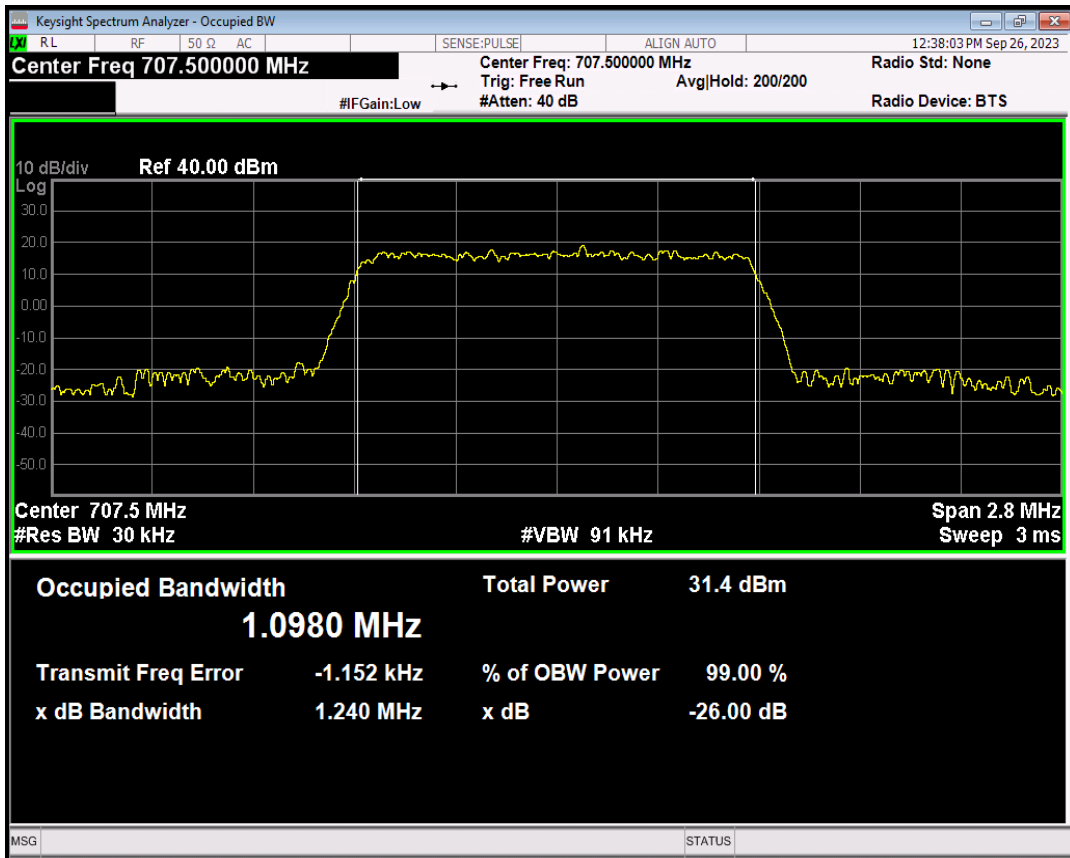 Keysight Spectrum Analyzer - Occupied BW
LXI RL RF 50 Ω AC SENSE:PULSE ALIGN AUTO 12:38:03 PM Sep 26, 2023
Center Freq 707.500000 MHz Center Freq: 707.500000 MHz Radio Std: None
Trig: Free Run Avg|Hold: 200/200
#IFGain:Low #Atten: 40 dB Radio Device: BTS
10 dB/div Ref 40.00 dBm
Log
30.0
20.0
10.0
0.00
-10.0
-20.0
-30.0
-40.0
-50.0
Center 707.5 MHz Span 2.8 MHz
#Res BW 30 kHz #VBW 91 kHz Sweep 3 ms
Occupied Bandwidth Total Power 31.4 dBm
1.0980 MHz
Transmit Freq Error -1.152 kHz % of OBW Power 99.00 %
x dB Bandwidth 1.240 MHz x dB -26.00 dB
MSG STATUS